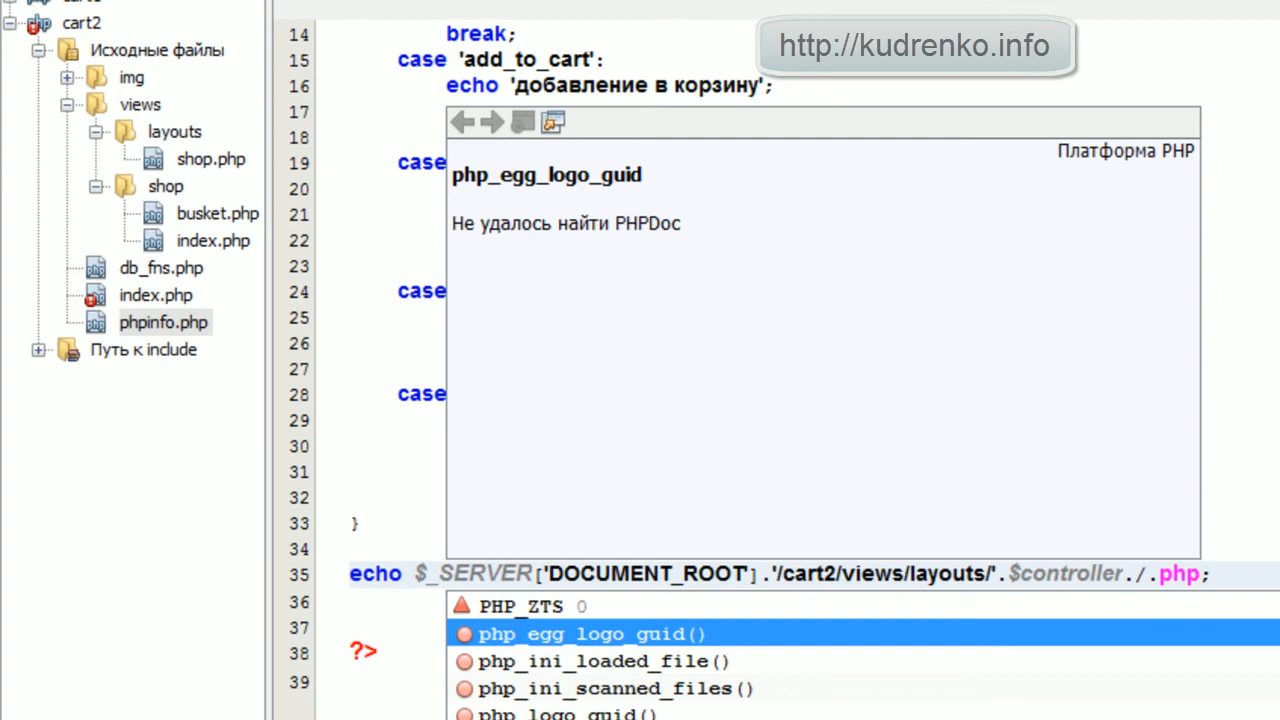 cart2
Исходные файлы
img
views
layouts
shop.php
shop
busket.php
index.php
db_fns.php
index.php
phpinfo.php
Путь к include
http://kudrenko.info
14 break;
15 case 'add_to_cart':
16 echo 'добавление в корзину';
17
18
19 case
20
21
22
23
24 case
25
26
27
28 case
29
30
31
32
33 }
34
35 echo $_SERVER['DOCUMENT_ROOT'].'/cart2/views/layouts/'.$controller./.php;
36
37
38 ?>
39
Платформа PHP
php_egg_logo_guid
Не удалось найти PHPDoc
PHP_ZTS 0
php_egg_logo_guid()
php_ini_loaded_file()
php_ini_scanned_files()
php_logo_guid()